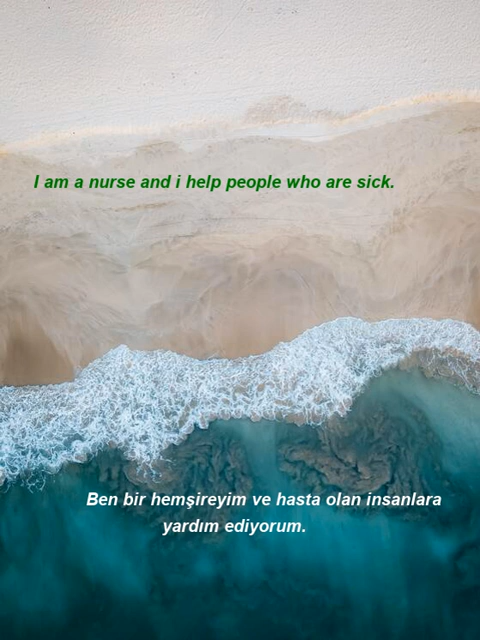 I am a nurse and i help people who are sick.
Ben bir hemşireyim ve hasta olan insanlara
yardım ediyorum.